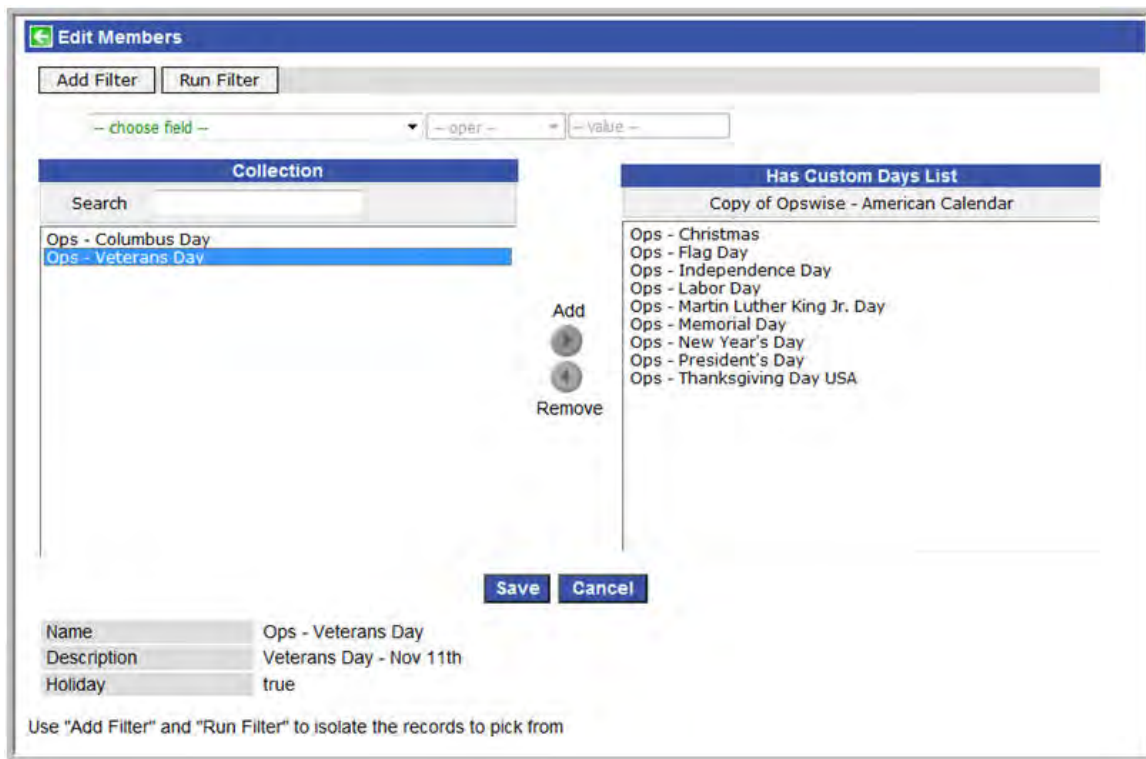 Edit Members
Add Filter Run Filter
-- choose field -- -- oper -- -- value --
Collection
Search
Ops - Columbus Day
Ops - Veterans Day
Add
Remove
Has Custom Days List
Copy of Opswise - American Calendar
Ops - Christmas
Ops - Flag Day
Ops - Independence Day
Ops - Labor Day
Ops - Martin Luther King Jr. Day
Ops - Memorial Day
Ops - New Year's Day
Ops - President's Day
Ops - Thanksgiving Day USA
Save Cancel
Name Ops - Veterans Day
Description Veterans Day - Nov 11th
Holiday true
Use "Add Filter" and "Run Filter" to isolate the records to pick from